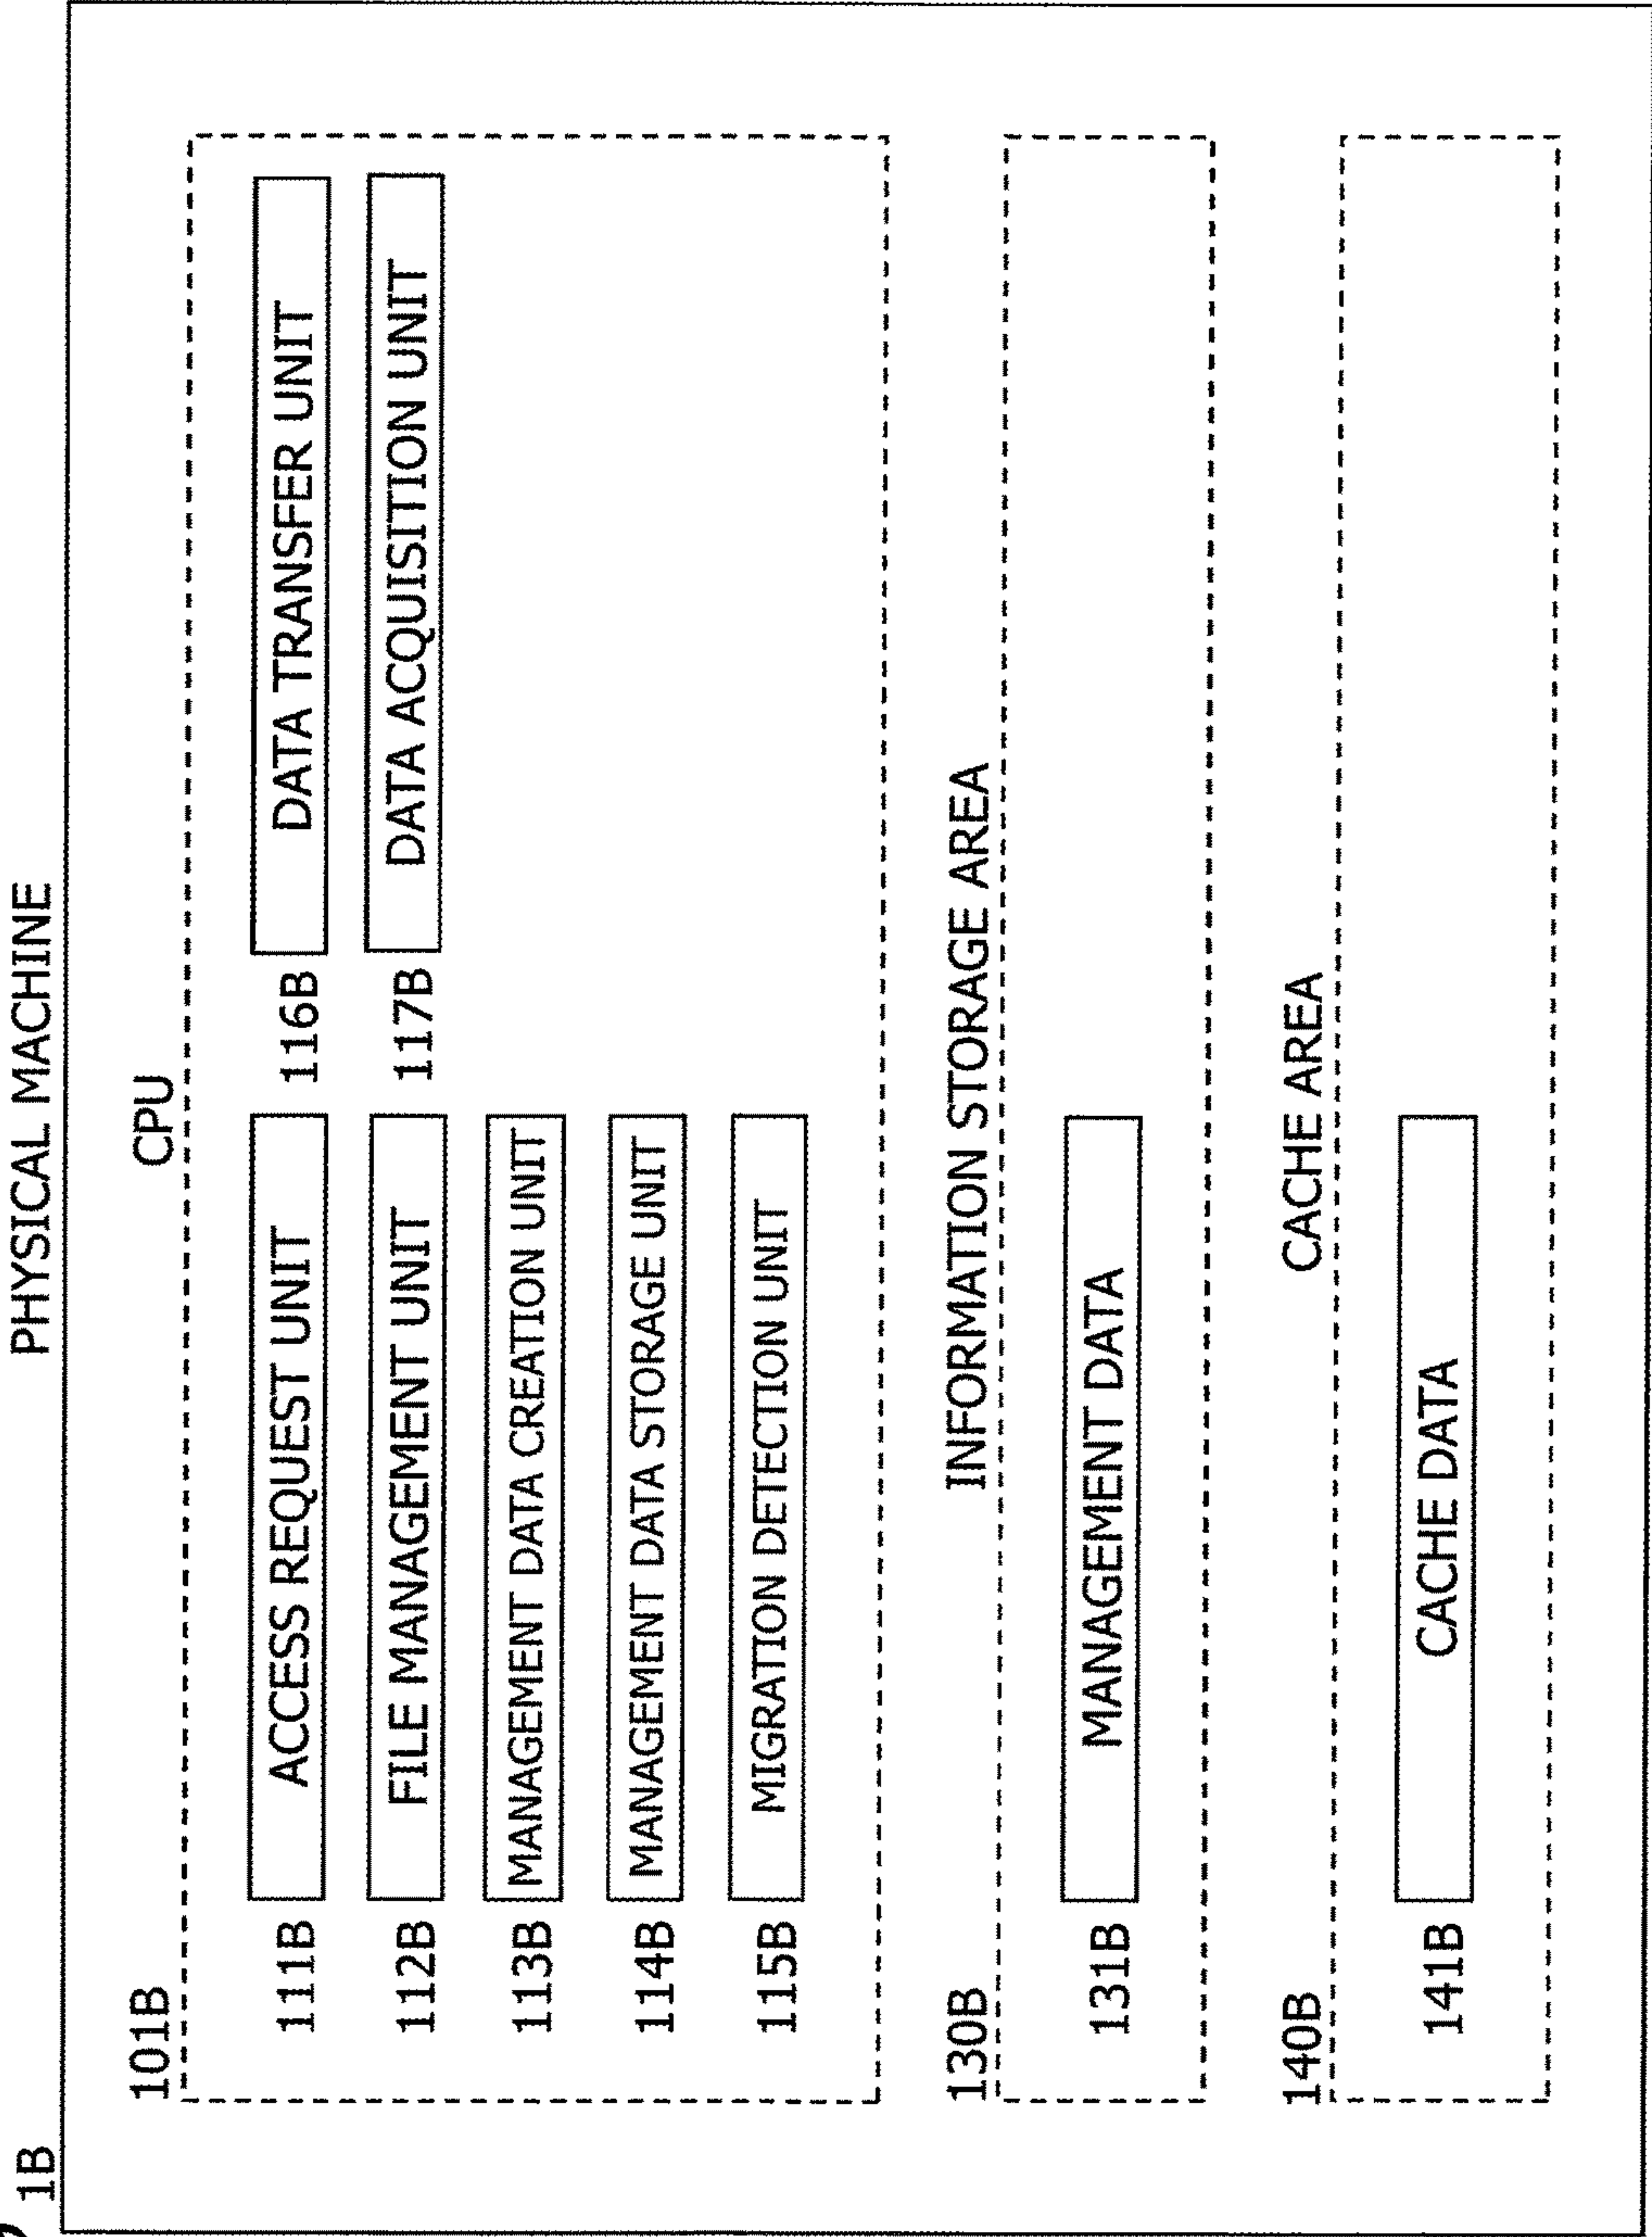 PHYSICAL MACHINE
1B
101B
CPU
111B ACCESS REQUEST UNIT
116B DATA TRANSFER UNIT
112B FILE MANAGEMENT UNIT
117B DATA ACQUISITION UNIT
113B MANAGEMENT DATA CREATION UNIT
114B MANAGEMENT DATA STORAGE UNIT
115B MIGRATION DETECTION UNIT
130B
INFORMATION STORAGE AREA
131B MANAGEMENT DATA
140B
CACHE AREA
141B CACHE DATA